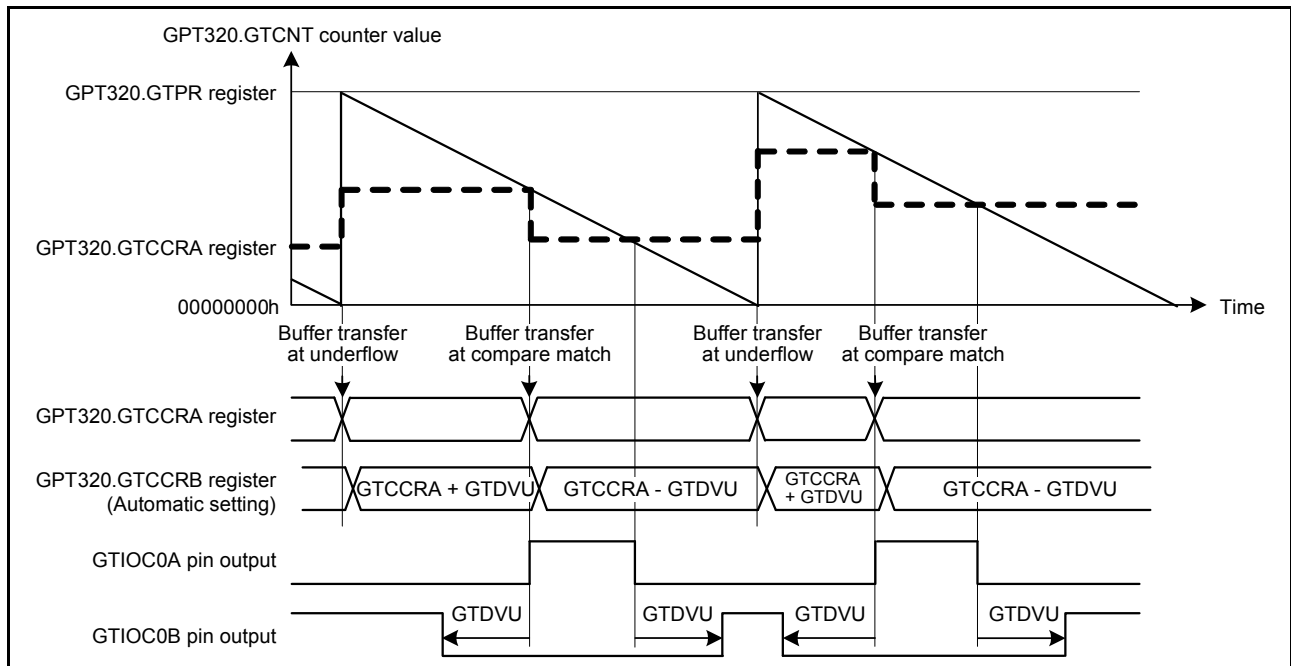 GPT320.GTCNT counter value
GPT320.GTPR register
GPT320.GTCCRA register
00000000h
Time
Buffer transfer
at underflow
Buffer transfer
at compare match
Buffer transfer
at underflow
Buffer transfer
at compare match
GPT320.GTCCRA register
GPT320.GTCCRB register
(Automatic setting)
GTCCRA + GTDVU
GTCCRA - GTDVU
GTCCRA
+ GTDVU
GTCCRA - GTDVU
GTIOC0A pin output
GTIOC0B pin output
GTDVU
GTDVU
GTDVU
GTDVU